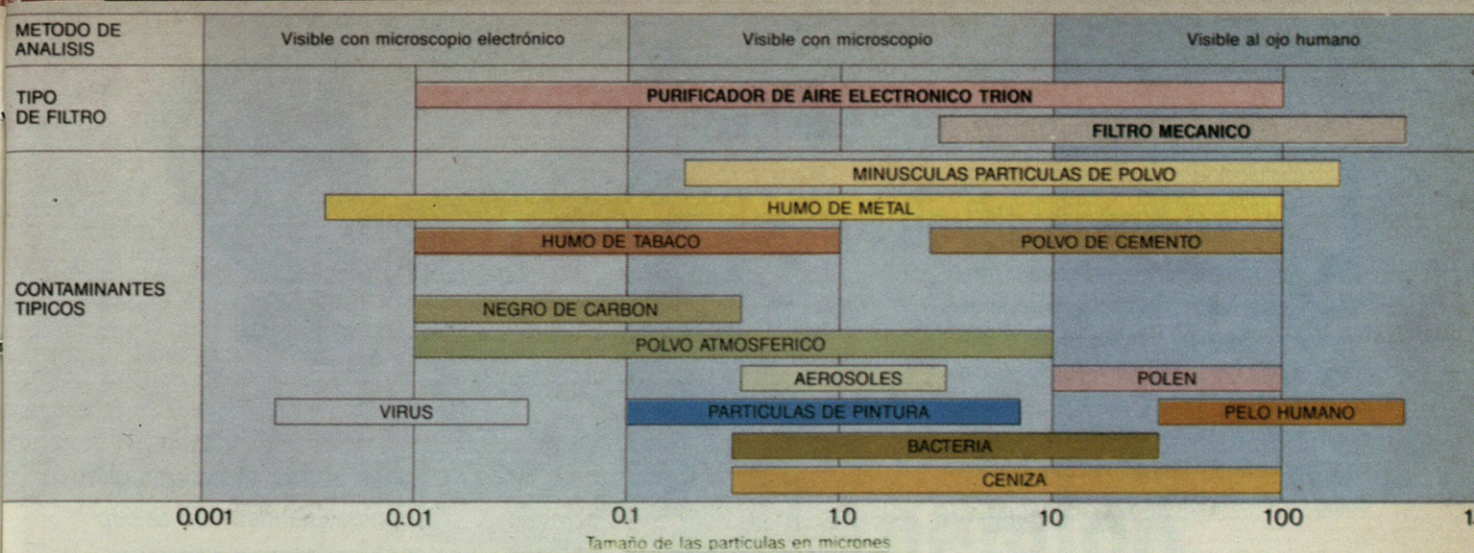 METODO DE
ANALISIS
Visible con microscopio electrónico
Visible con microscopio
Visible al ojo humano
TIPO
DE FILTRO
PURIFICADOR DE AIRE ELECTRONICO TRION
FILTRO MECANICO
CONTAMINANTES
TIPICOS
MINUSCULAS PARTICULAS DE POLVO
HUMO DE METAL
HUMO DE TABACO
POLVO DE CEMENTO
NEGRO DE CARBON
POLVO ATMOSFERICO
AEROSOLES
POLEN
VIRUS
PARTICULAS DE PINTURA
PELO HUMANO
BACTERIA
CENIZA
0.001
0.01
0.1
1.0
10
100
Tamaño de las particulas en micrones